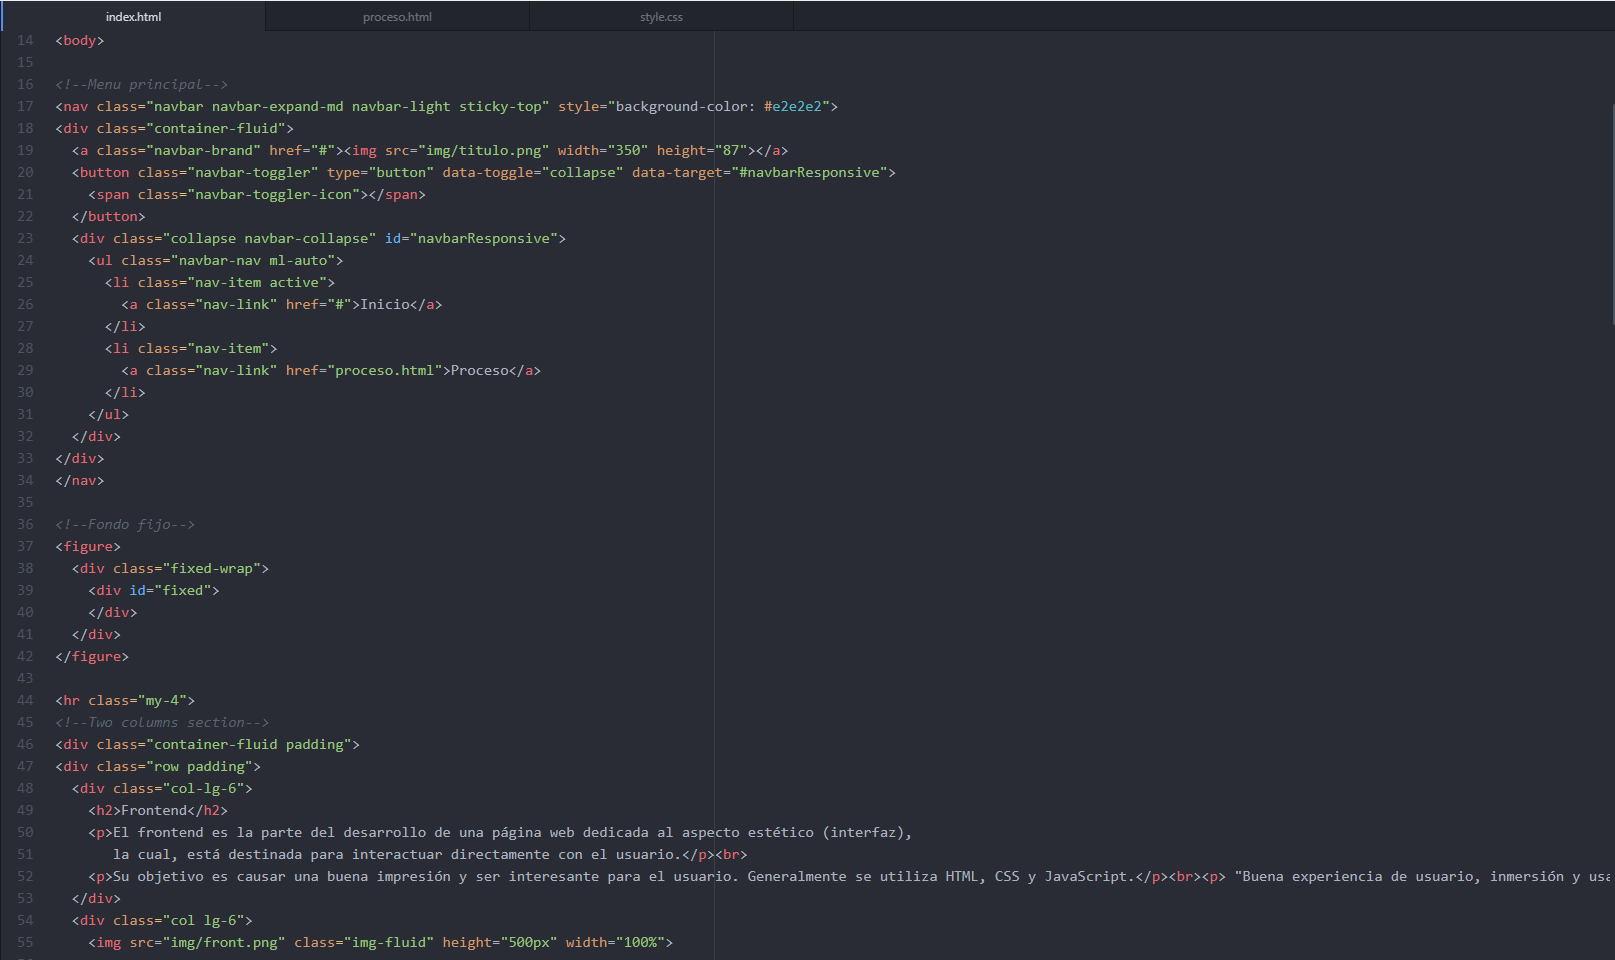 index.html
proceso.html
style.css
14 <body>
15
16 <!--Menu principal-->
17 <nav class="navbar navbar-expand-md navbar-light sticky-top" style="background-color: #e2e2e2">
18 <div class="container-fluid">
19   <a class="navbar-brand" href="#"><img src="img/titulo.png" width="350" height="87"></a>
20   <button class="navbar-toggler" type="button" data-toggle="collapse" data-target="#navbarResponsive">
21     <span class="navbar-toggler-icon"></span>
22   </button>
23   <div class="collapse navbar-collapse" id="navbarResponsive">
24     <ul class="navbar-nav ml-auto">
25       <li class="nav-item active">
26         <a class="nav-link" href="#">Inicio</a>
27       </li>
28       <li class="nav-item">
29         <a class="nav-link" href="proceso.html">Proceso</a>
30       </li>
31     </ul>
32   </div>
33 </div>
34 </nav>
35
36 <!--Fondo fijo-->
37 <figure>
38   <div class="fixed-wrap">
39     <div id="fixed">
40     </div>
41   </div>
42 </figure>
43
44 <hr class="my-4">
45 <!--Two columns section-->
46 <div class="container-fluid padding">
47 <div class="row padding">
48   <div class="col-lg-6">
49     <h2>Frontend</h2>
50     <p>El frontend es la parte del desarrollo de una página web dedicada al aspecto estético (interfaz),
51        la cual, está destinada para interactuar directamente con el usuario.</p><br>
52     <p>Su objetivo es causar una buena impresión y ser interesante para el usuario. Generalmente se utiliza HTML, CSS y JavaScript.</p><br><p> "Buena experiencia de usuario, inmersión y usa
53   </div>
54   <div class="col lg-6">
55     <img src="img/front.png" class="img-fluid" height="500px" width="100%">